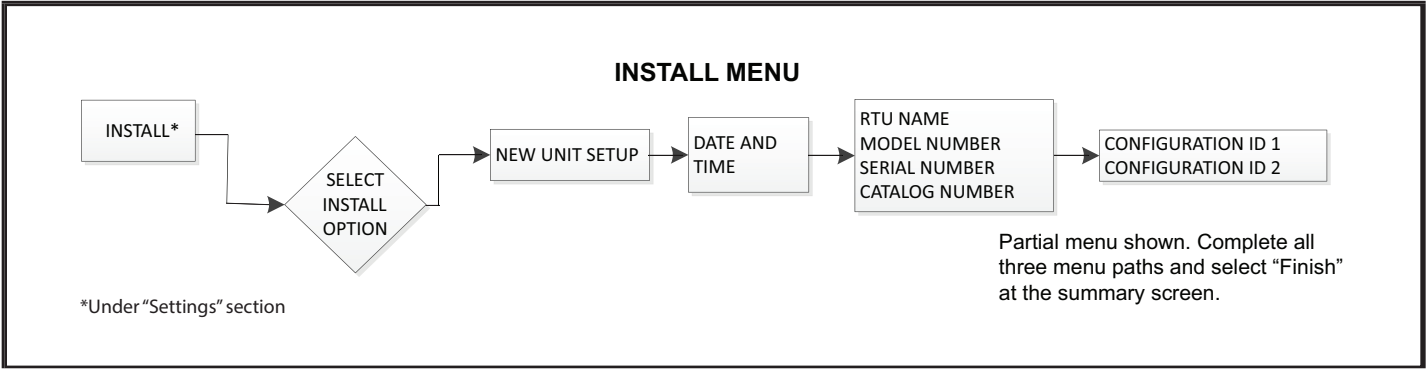 INSTALL MENU
INSTALL*
SELECT
INSTALL
OPTION
NEW UNIT SETUP
DATE AND
TIME
RTU NAME
MODEL NUMBER
SERIAL NUMBER
CATALOG NUMBER
CONFIGURATION ID 1
CONFIGURATION ID 2
Partial menu shown. Complete all
three menu paths and select “Finish”
at the summary screen.
*Under “Settings” section